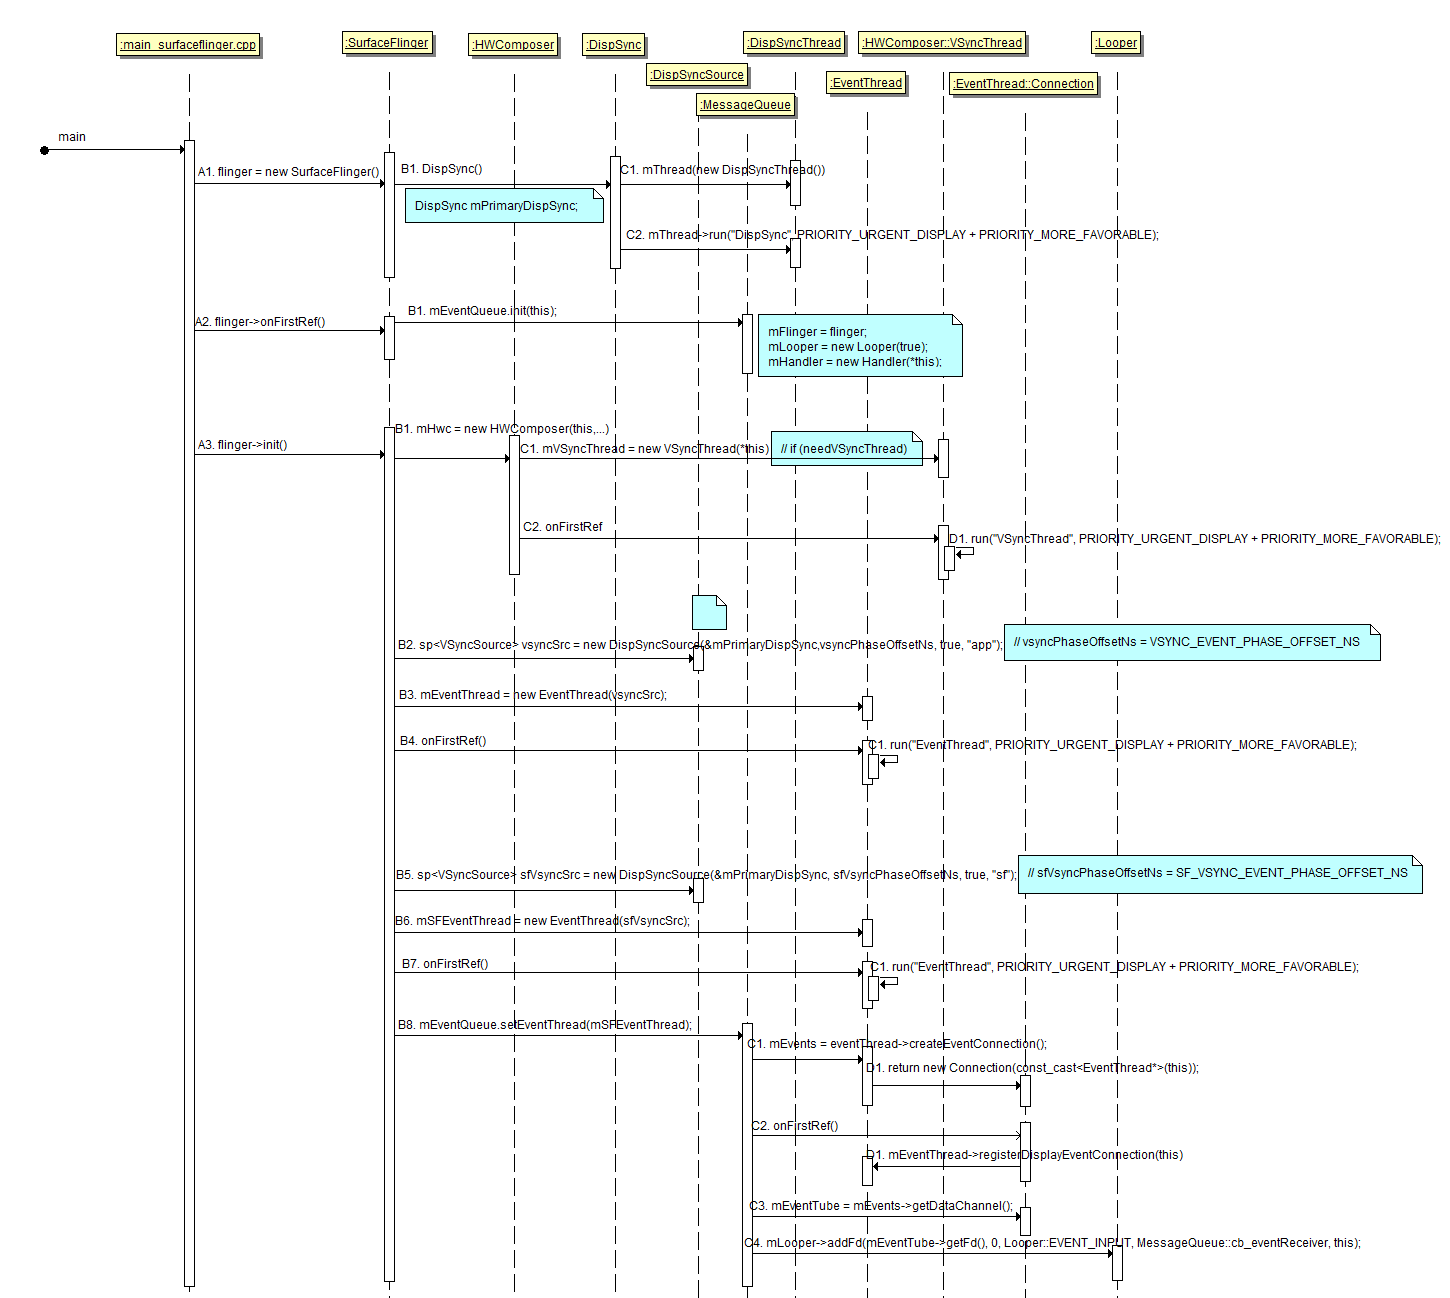 :main_surfaceflinger.cpp
:SurfaceFlinger
:HWComposer
:DispSync
:DispSyncThread
:HWComposer::VSyncThread
:Looper
:DispSyncSource
:EventThread
:EventThread::Connection
:MessageQueue
main
A1. flinger = new SurfaceFlinger()
B1. DispSync()
C1. mThread(new DispSyncThread())
DispSync mPrimaryDispSync;
C2. mThread->run("DispSync", PRIORITY_URGENT_DISPLAY + PRIORITY_MORE_FAVORABLE);
A2. flinger->onFirstRef()
B1. mEventQueue.init(this);
mFlinger = flinger;
mLooper = new Looper(true);
mHandler = new Handler(*this);
A3. flinger->init()
B1. mHwc = new HWComposer(this,...)
C1. mVSyncThread = new VSyncThread(*this)
// if (needVSyncThread)
C2. onFirstRef
D1. run("VSyncThread", PRIORITY_URGENT_DISPLAY + PRIORITY_MORE_FAVORABLE);
B2. sp<VSyncSource> vsyncSrc = new DispSyncSource(&mPrimaryDispSync,vsyncPhaseOffsetNs, true, "app");
// vsyncPhaseOffsetNs = VSYNC_EVENT_PHASE_OFFSET_NS
B3. mEventThread = new EventThread(vsyncSrc);
B4. onFirstRef()
C1. run("EventThread", PRIORITY_URGENT_DISPLAY + PRIORITY_MORE_FAVORABLE);
B5. sp<VSyncSource> sfVsyncSrc = new DispSyncSource(&mPrimaryDispSync, sfVsyncPhaseOffsetNs, true, "sf");
// sfVsyncPhaseOffsetNs = SF_VSYNC_EVENT_PHASE_OFFSET_NS
B6. mSFEventThread = new EventThread(sfVsyncSrc);
B7. onFirstRef()
C1. run("EventThread", PRIORITY_URGENT_DISPLAY + PRIORITY_MORE_FAVORABLE);
B8. mEventQueue.setEventThread(mSFEventThread);
C1. mEvents = eventThread->createEventConnection();
D1. return new Connection(const_cast<EventThread*>(this));
C2. onFirstRef()
D1. mEventThread->registerDisplayEventConnection(this)
C3. mEventTube = mEvents->getDataChannel();
C4. mLooper->addFd(mEventTube->getFd(), 0, Looper::EVENT_INPUT, MessageQueue::cb_eventReceiver, this);